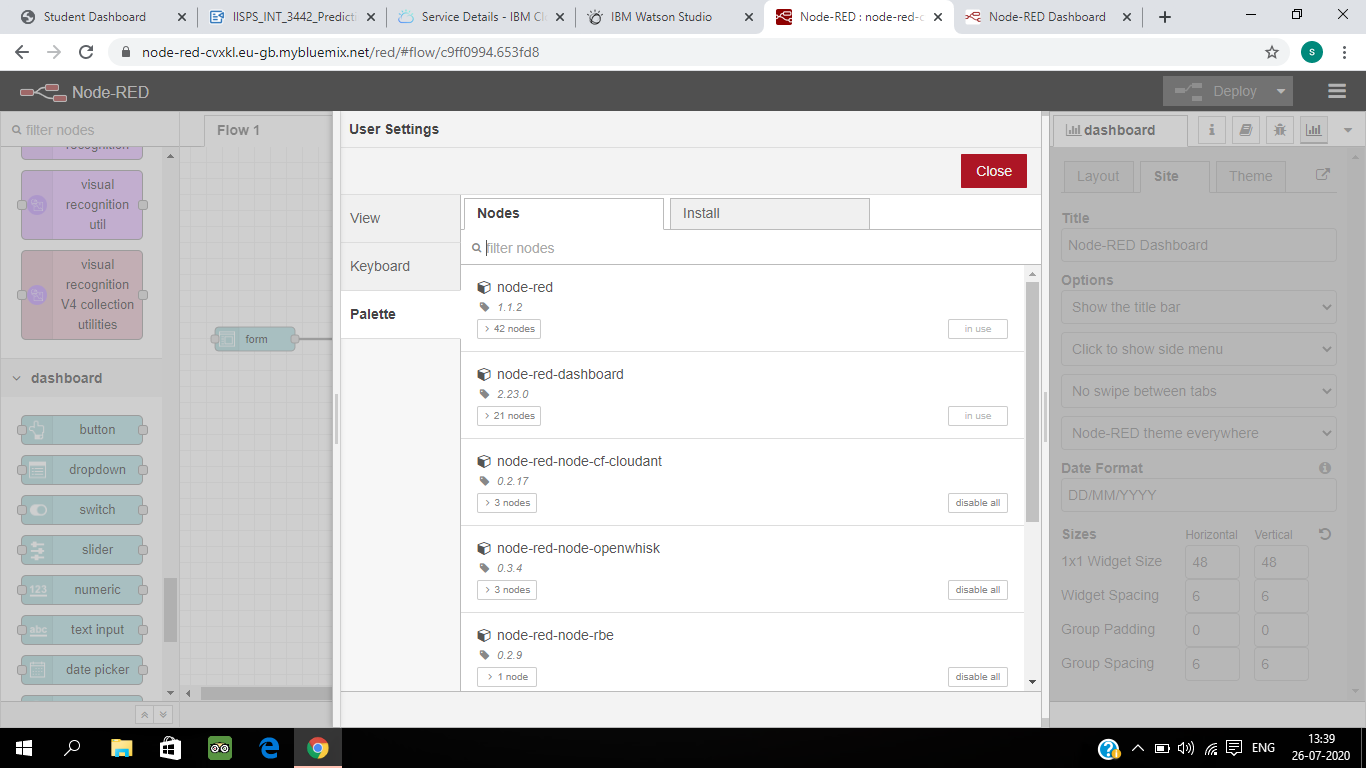 Student Dashboard
IISPS_INT_3442_Predicti
Service Details - IBM Cl
IBM Watson Studio
Node-RED : node-red-c
Node-RED Dashboard
node-red-cvxkl.eu-gb.mybluemix.net/red/#flow/c9ff0994.653fd8
S
Node-RED
Deploy
filter nodes
Flow 1
recognition
visual
recognition
util
visual
recognition
V4 collection
utilities
dashboard
button
dropdown
switch
slider
123 numeric
abc text input
date picker
form
User Settings
Close
View
Keyboard
Palette
Nodes
Install
filter nodes
node-red
1.1.2
42 nodes
in use
node-red-dashboard
2.23.0
21 nodes
in use
node-red-node-cf-cloudant
0.2.17
3 nodes
disable all
node-red-node-openwhisk
0.3.4
3 nodes
disable all
node-red-node-rbe
0.2.9
1 node
disable all
dashboard
Layout
Site
Theme
Title
Node-RED Dashboard
Options
Show the title bar
Click to show side menu
No swipe between tabs
Node-RED theme everywhere
Date Format
DD/MM/YYYY
Sizes Horizontal Vertical
1x1 Widget Size 48 48
Widget Spacing 6 6
Group Padding 0 0
Group Spacing 6 6
ENG
13:39
26-07-2020